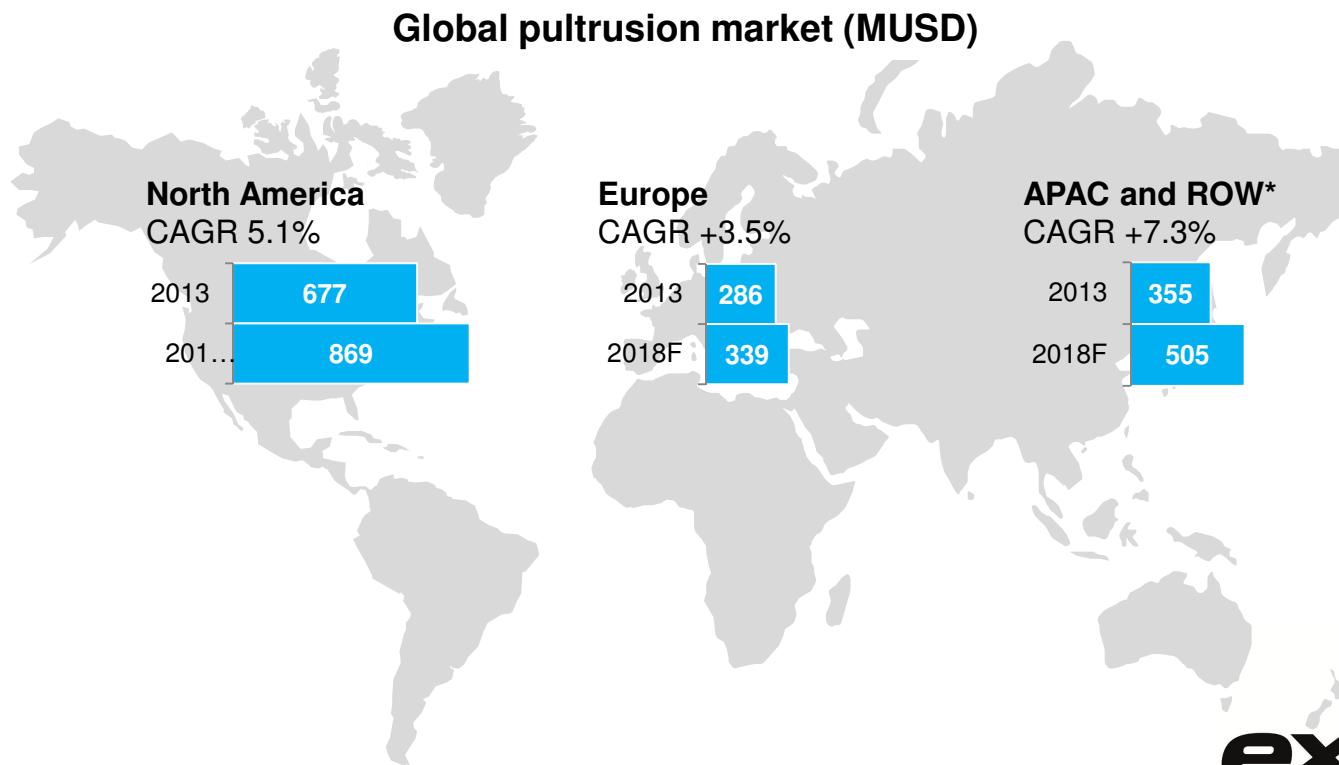 Global pultrusion market (MUSD)
North America
CAGR 5.1%
2013 677
201... 869
Europe
CAGR +3.5%
2013 286
2018F 339
APAC and ROW*
CAGR +7.3%
2013 355
2018F 505
ex